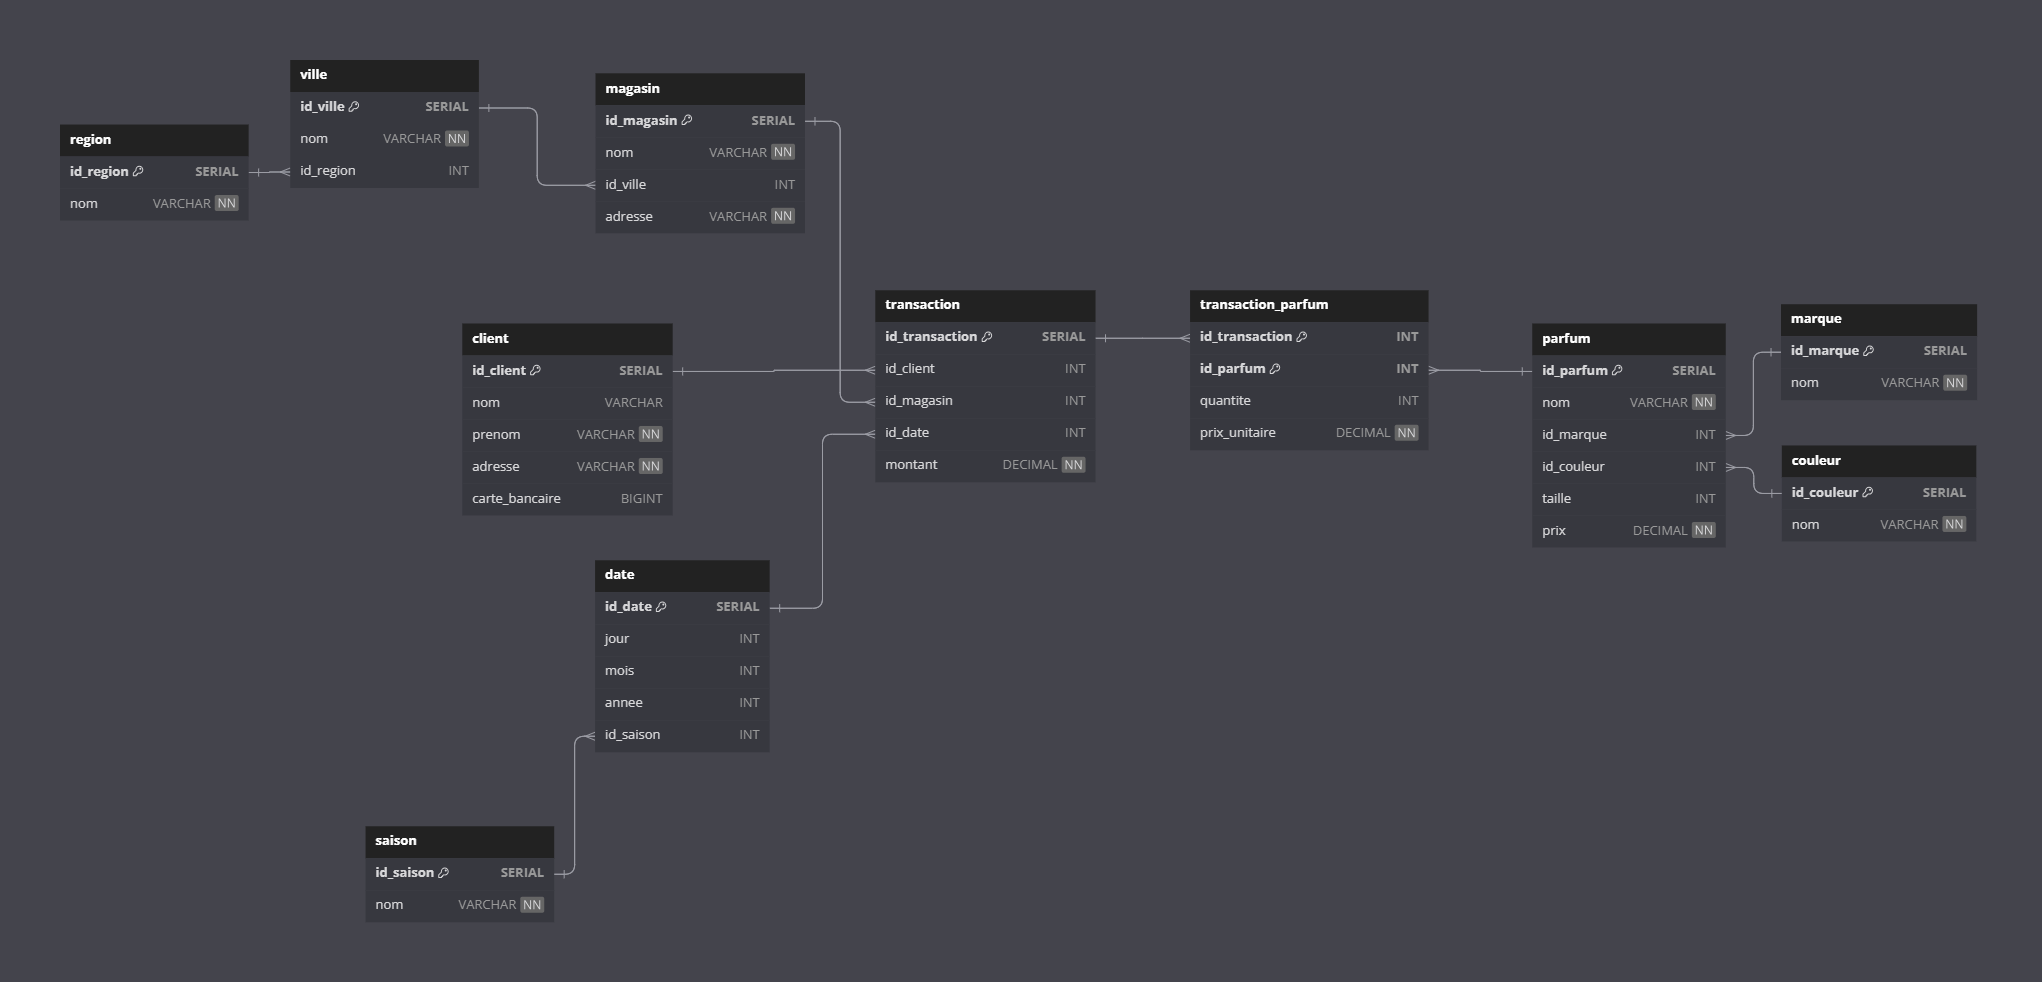 region
id_region SERIAL
nom VARCHAR NN
ville
id_ville SERIAL
nom VARCHAR NN
id_region INT
magasin
id_magasin SERIAL
nom VARCHAR NN
id_ville INT
adresse VARCHAR NN
client
id_client SERIAL
nom VARCHAR
prenom VARCHAR NN
adresse VARCHAR NN
carte_bancaire BIGINT
transaction
id_transaction SERIAL
id_client INT
id_magasin INT
id_date INT
montant DECIMAL NN
transaction_parfum
id_transaction INT
id_parfum INT
quantite INT
prix_unitaire DECIMAL NN
parfum
id_parfum SERIAL
nom VARCHAR NN
id_marque INT
id_couleur INT
taille INT
prix DECIMAL NN
marque
id_marque SERIAL
nom VARCHAR NN
couleur
id_couleur SERIAL
nom VARCHAR NN
date
id_date SERIAL
jour INT
mois INT
annee INT
id_saison INT
saison
id_saison SERIAL
nom VARCHAR NN